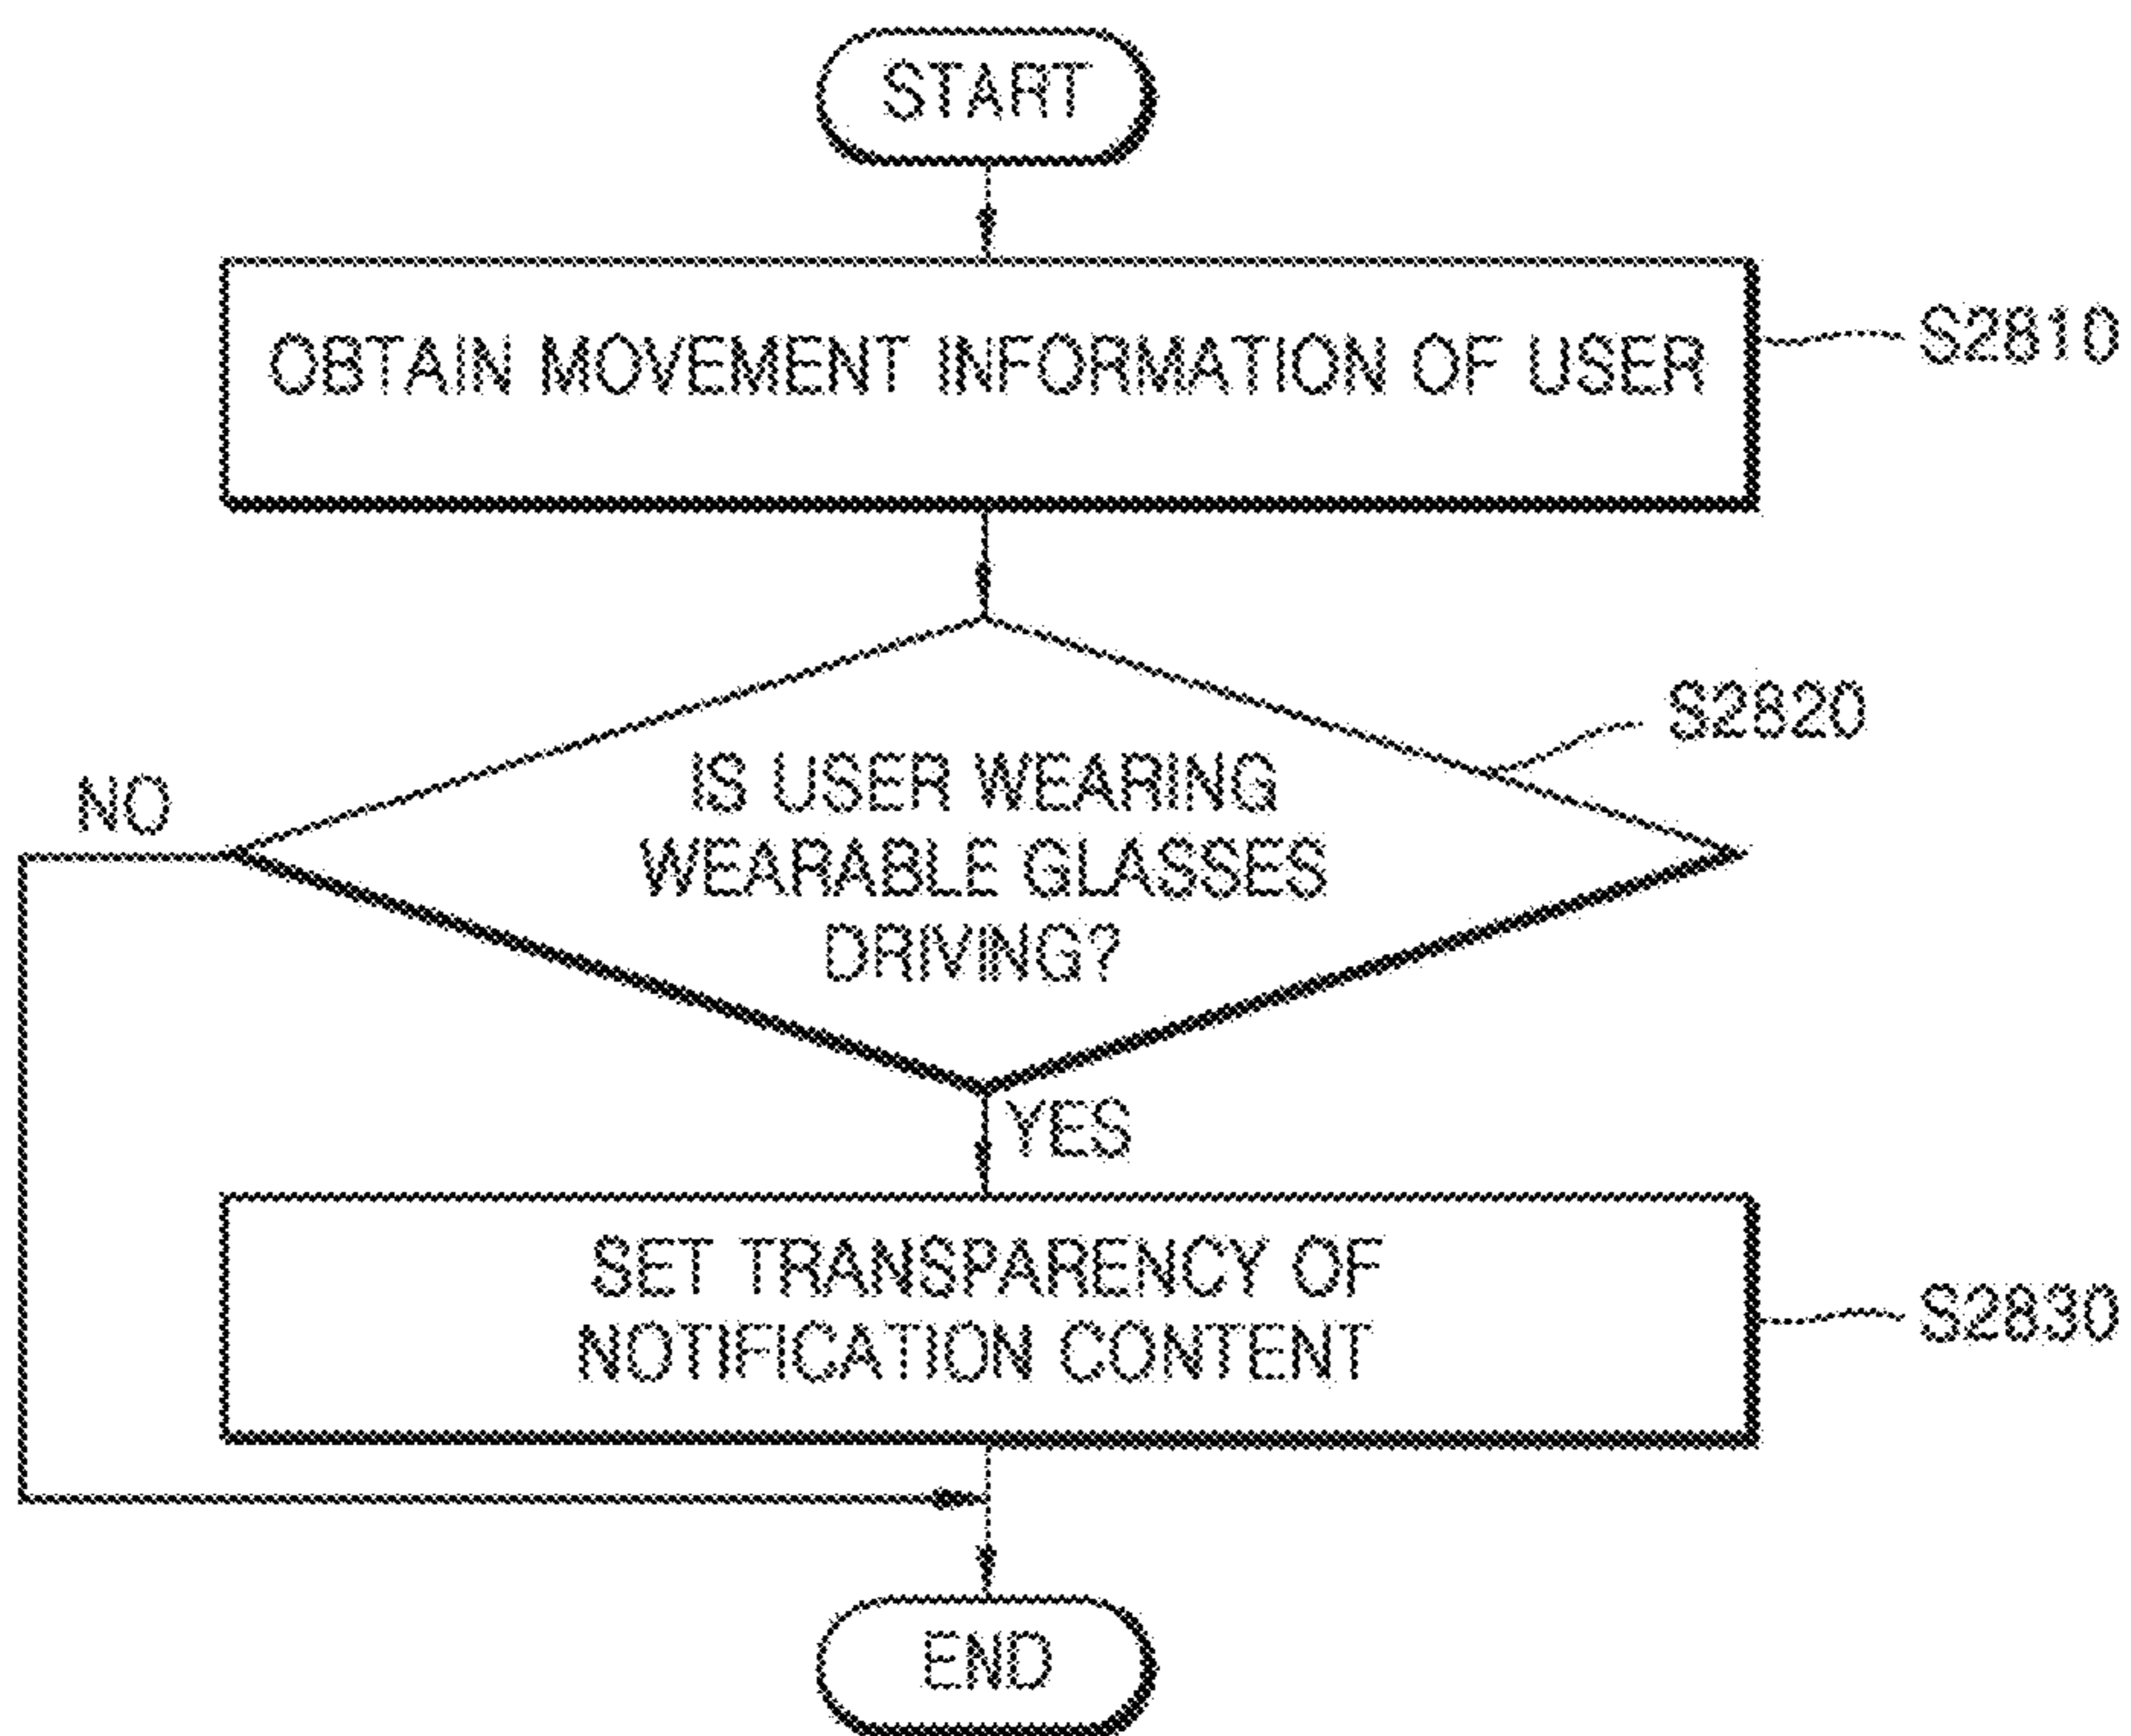 START
OBTAIN MOVEMENT INFORMATION OF USER
S2810
S2820
IS USER WEARING
WEARABLE GLASSES
DRIVING?
NO
YES
SET TRANSPARENCY OF
NOTIFICATION CONTENT
S2830
END